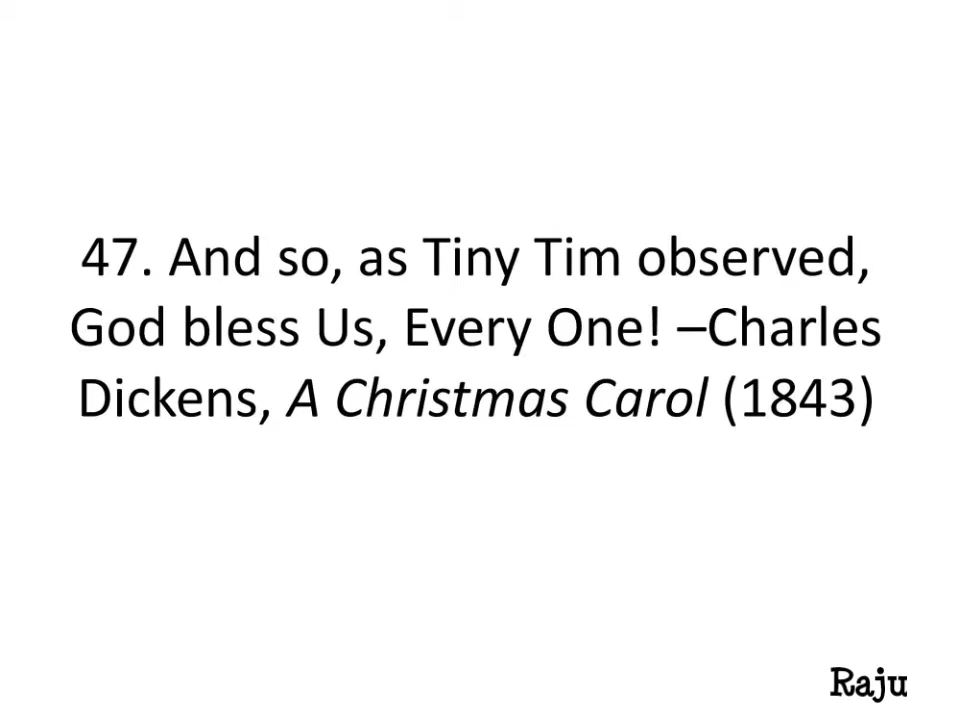 47. And so, as Tiny Tim observed,
God bless Us, Every One! –Charles
Dickens, A Christmas Carol (1843)
Raju